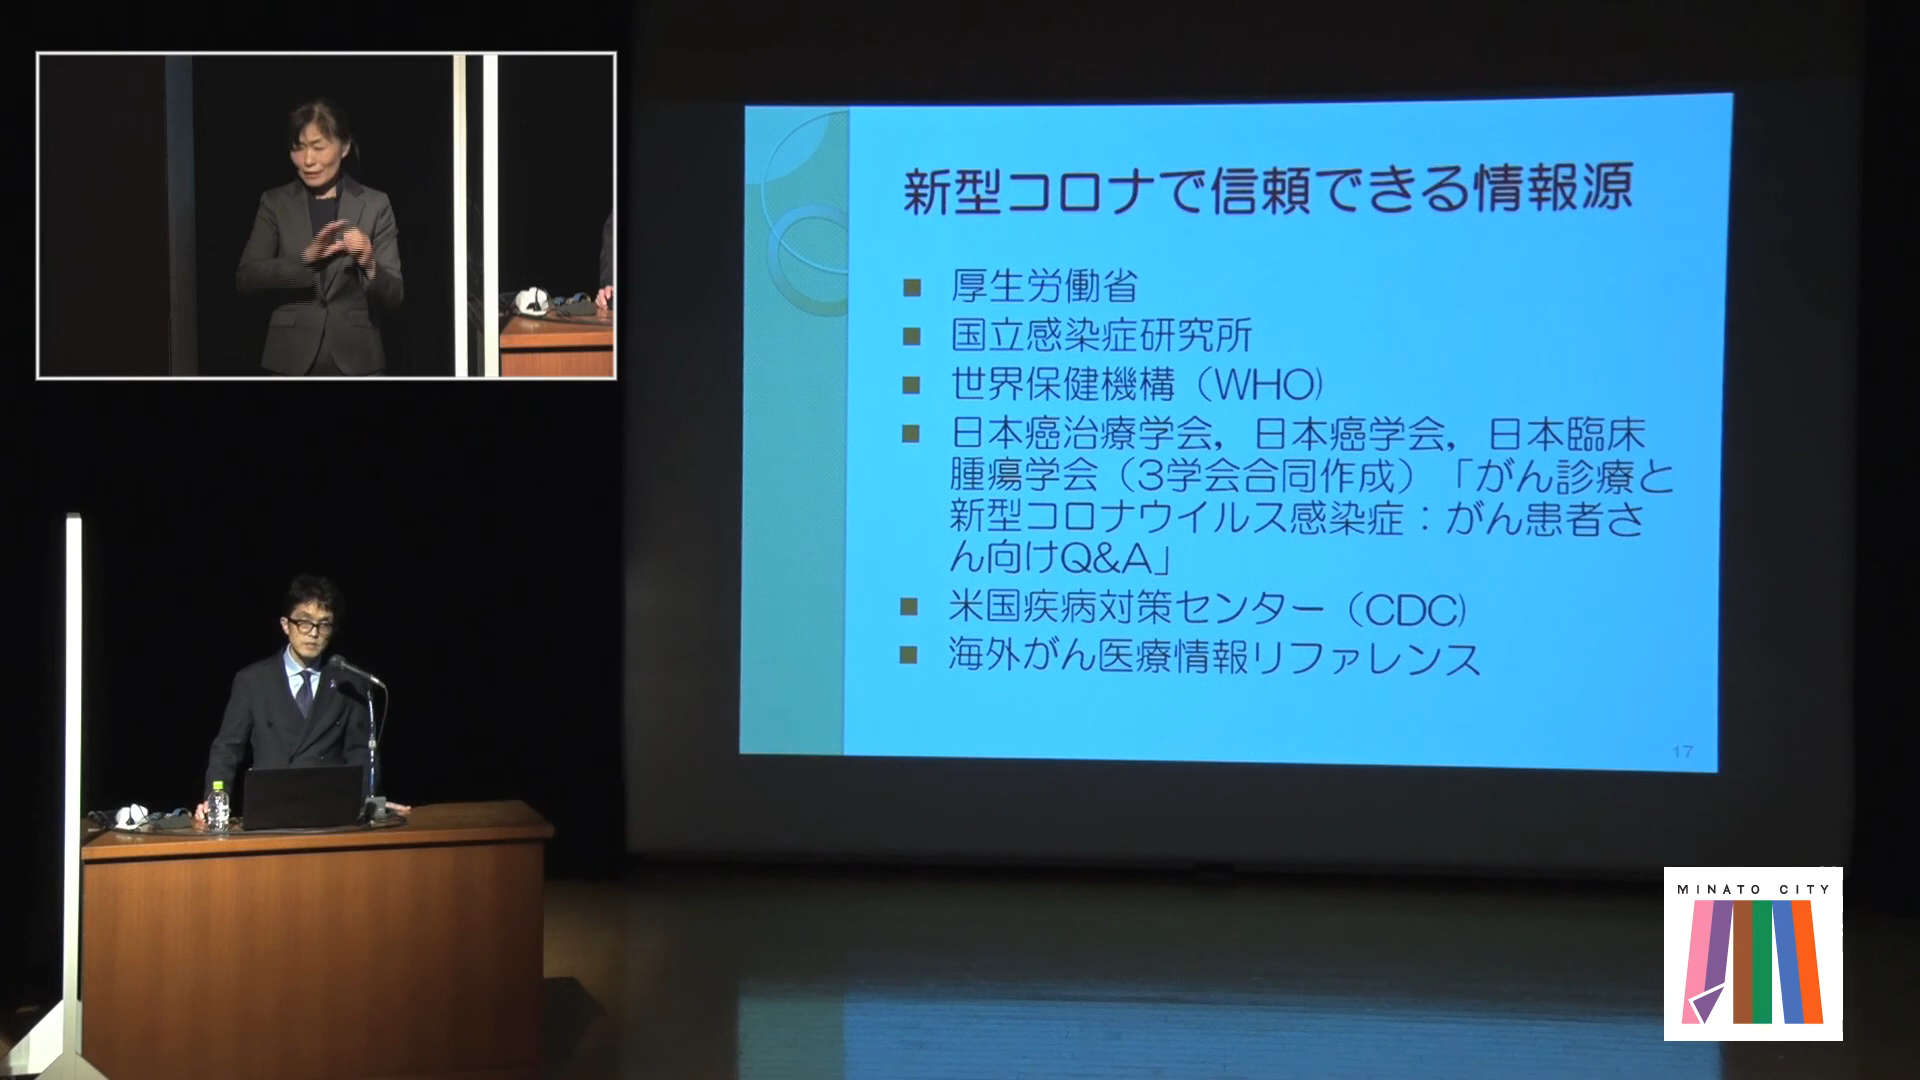 新型コロナで信頼できる情報源
■ 厚生労働省
■ 国立感染症研究所
■ 世界保健機構（WHO)
■ 日本癌治療学会，日本癌学会，日本臨床
腫瘍学会（3学会合同作成）「がん診療と
新型コロナウイルス感染症：がん患者さ
ん向けQ&A」
■ 米国疾病対策センター（CDC)
■ 海外がん医療情報リファレンス
17
MINATO CITY